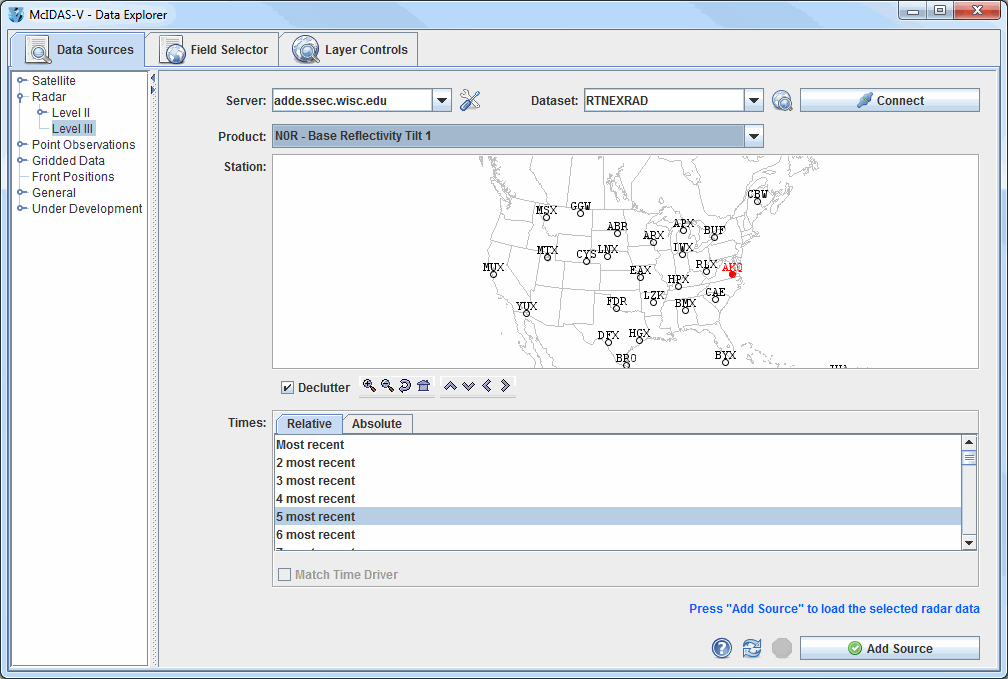 McIDAS-V - Data Explorer
Data Sources
Field Selector
Layer Controls
Satellite
Radar
Level II
Level III
Point Observations
Gridded Data
Front Positions
General
Under Development
Server: adde.ssec.wisc.edu Dataset: RTNEXRAD Connect
Product: N0R - Base Reflectivity Tilt 1
Station:
CBW
MSX GGW
ABR ARX APX BUF
MTX CYS LNX IWX
MUX EAX HPX RLX AKQ
YUX FDR LZK BMX CAE
DFX HGX
BRO BYX
Declutter
Times: Relative Absolute
Most recent
2 most recent
3 most recent
4 most recent
5 most recent
6 most recent
Match Time Driver
Press "Add Source" to load the selected radar data
Add Source